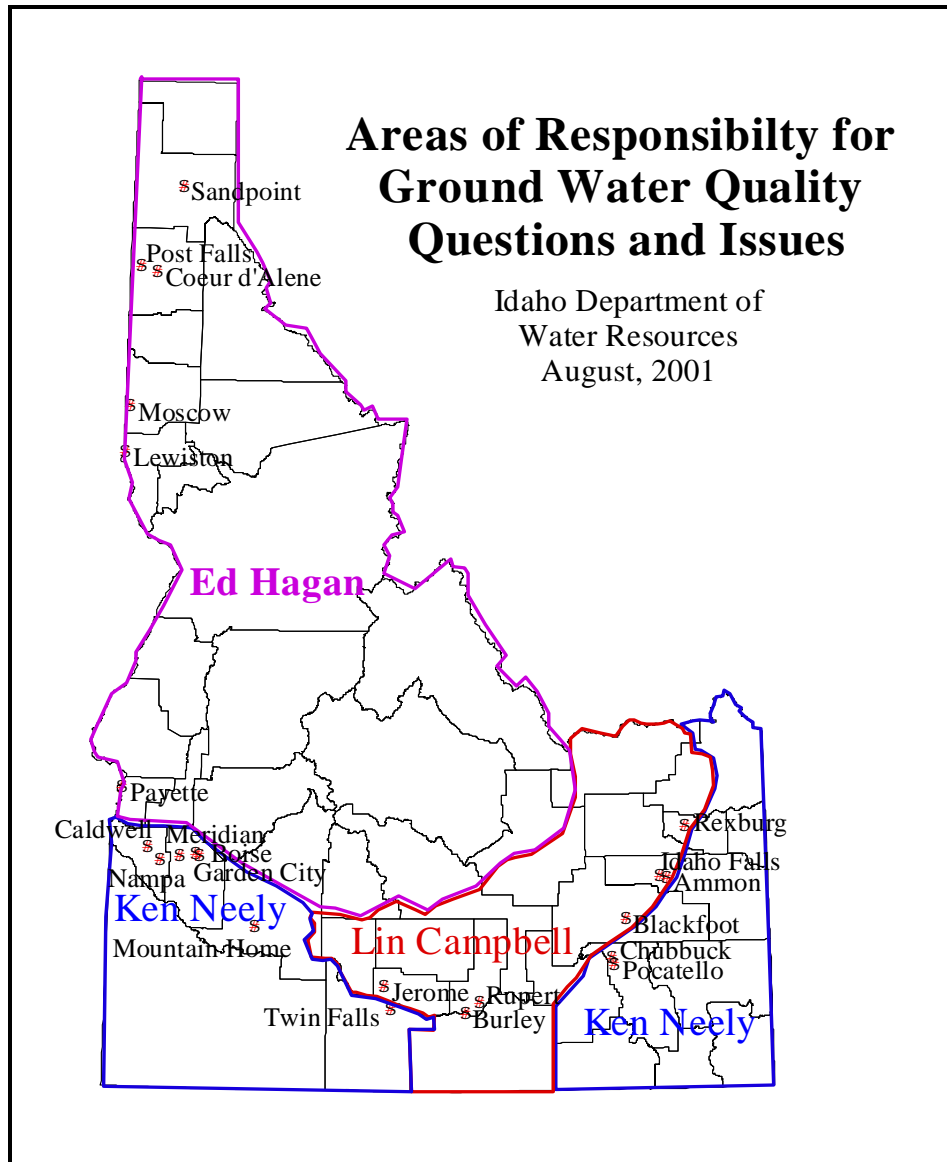 Areas of Responsibilty for
Ground Water Quality
Questions and Issues
Idaho Department of
Water Resources
August, 2001
Sandpoint
Post Falls
Coeur d'Alene
Moscow
Lewiston
Ed Hagan
Payette
Caldwell
Meridian
Boise
Nampa
Garden City
Ken Neely
Mountain Home
Lin Campbell
Rexburg
Idaho Falls
Ammon
Blackfoot
Chubbuck
Pocatello
Jerome
Rupert
Twin Falls
Burley
Ken Neely